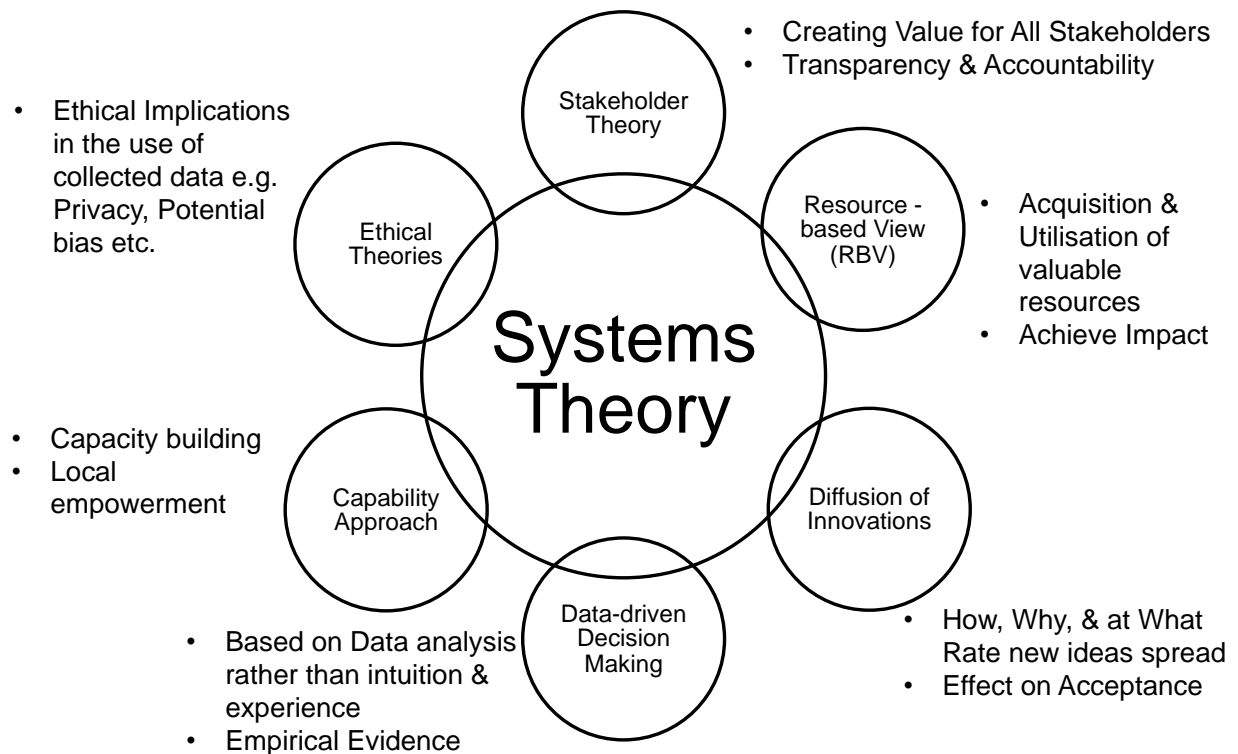 • Creating Value for All Stakeholders
• Transparency & Accountability
Stakeholder
Theory
• Ethical Implications
in the use of
collected data e.g.
Privacy, Potential
bias etc.
Ethical
Theories
Resource -
based View
(RBV)
• Acquisition &
Utilisation of
valuable
resources
• Achieve Impact
Systems
Theory
• Capacity building
• Local
empowerment
Capability
Approach
Diffusion of
Innovations
Data-driven
Decision
Making
• Based on Data analysis
rather than intuition &
experience
• Empirical Evidence
• How, Why, & at What
Rate new ideas spread
• Effect on Acceptance